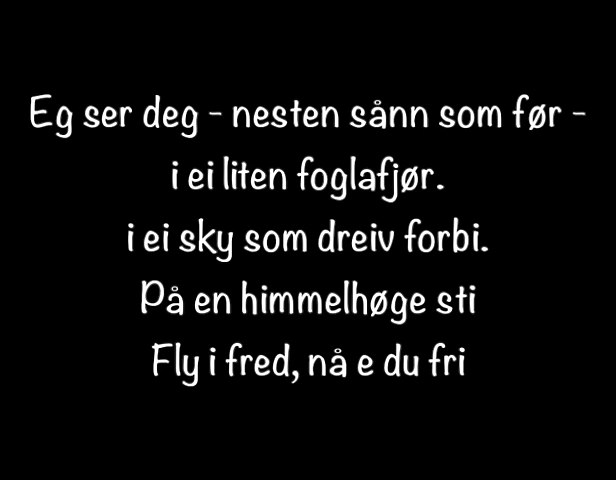 Eg ser deg - nesten sånn som før -
i ei liten foglafjør.
i ei sky som dreiv forbi.
På en himmelhøge sti
Fly i fred, nå e du fri